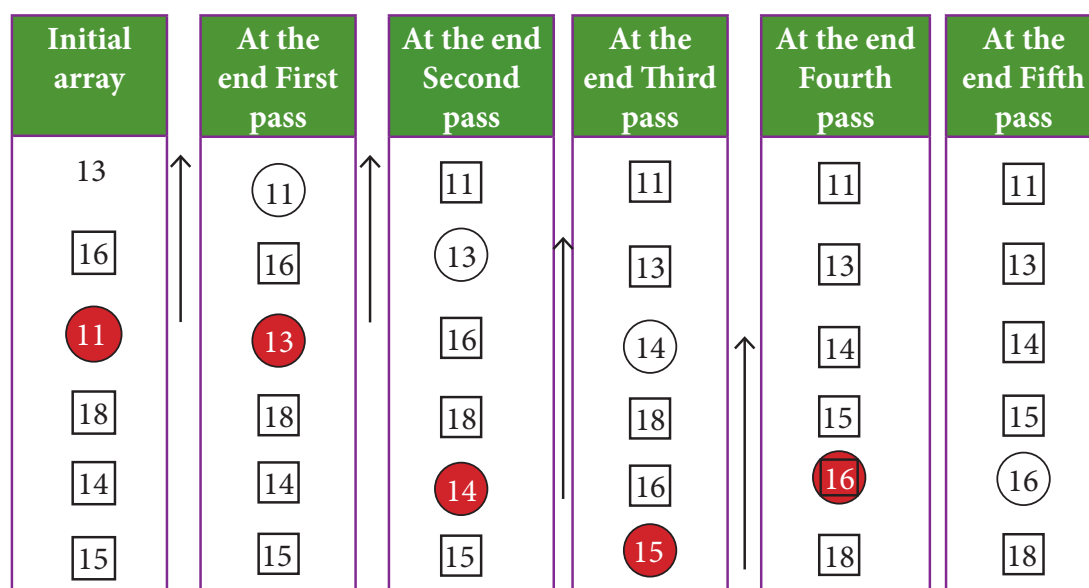 Initial
array
At the
end First
pass
At the end
Second
pass
At the
end Third
pass
At the end
Fourth
pass
At the
end Fifth
pass
13
11
11
11
11
11
16
16
13
13
13
13
11
13
16
14
14
14
18
18
18
18
15
15
14
14
14
16
16
16
15
15
15
15
18
18